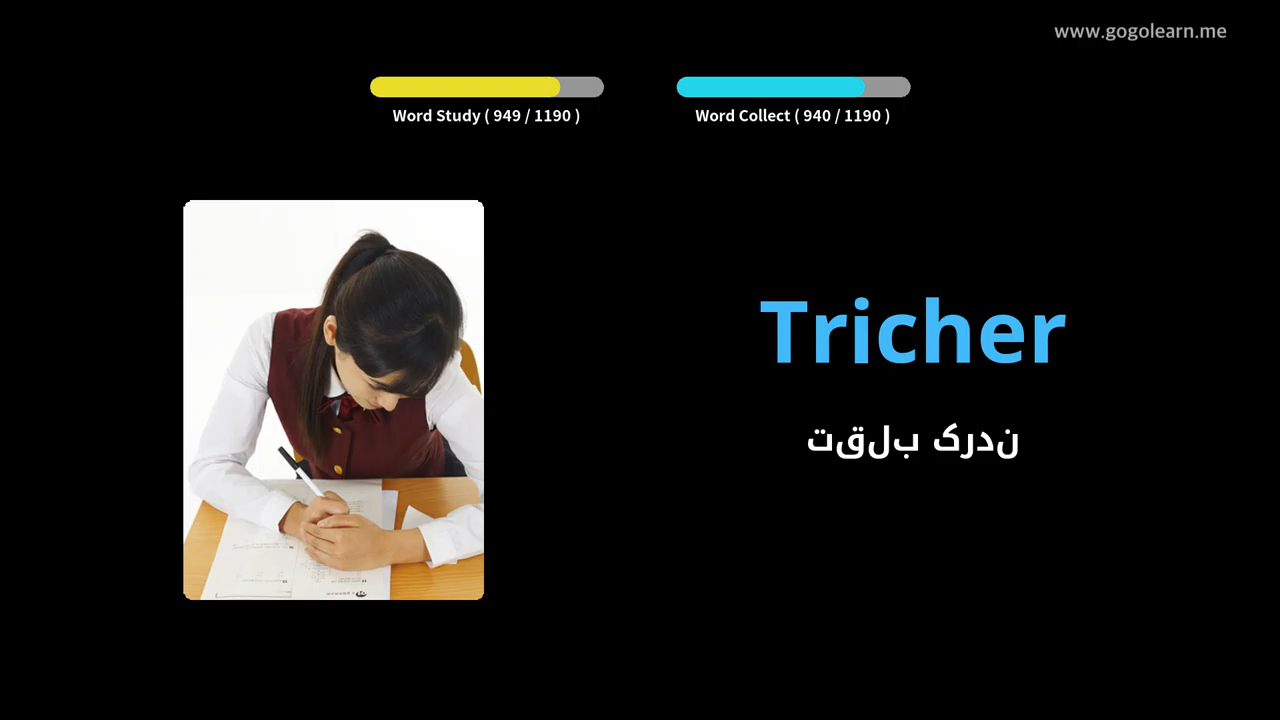 www.gogolearn.me
Word Study ( 949 / 1190 )
Word Collect ( 940 / 1190 )
Tricher
تقلب کردن